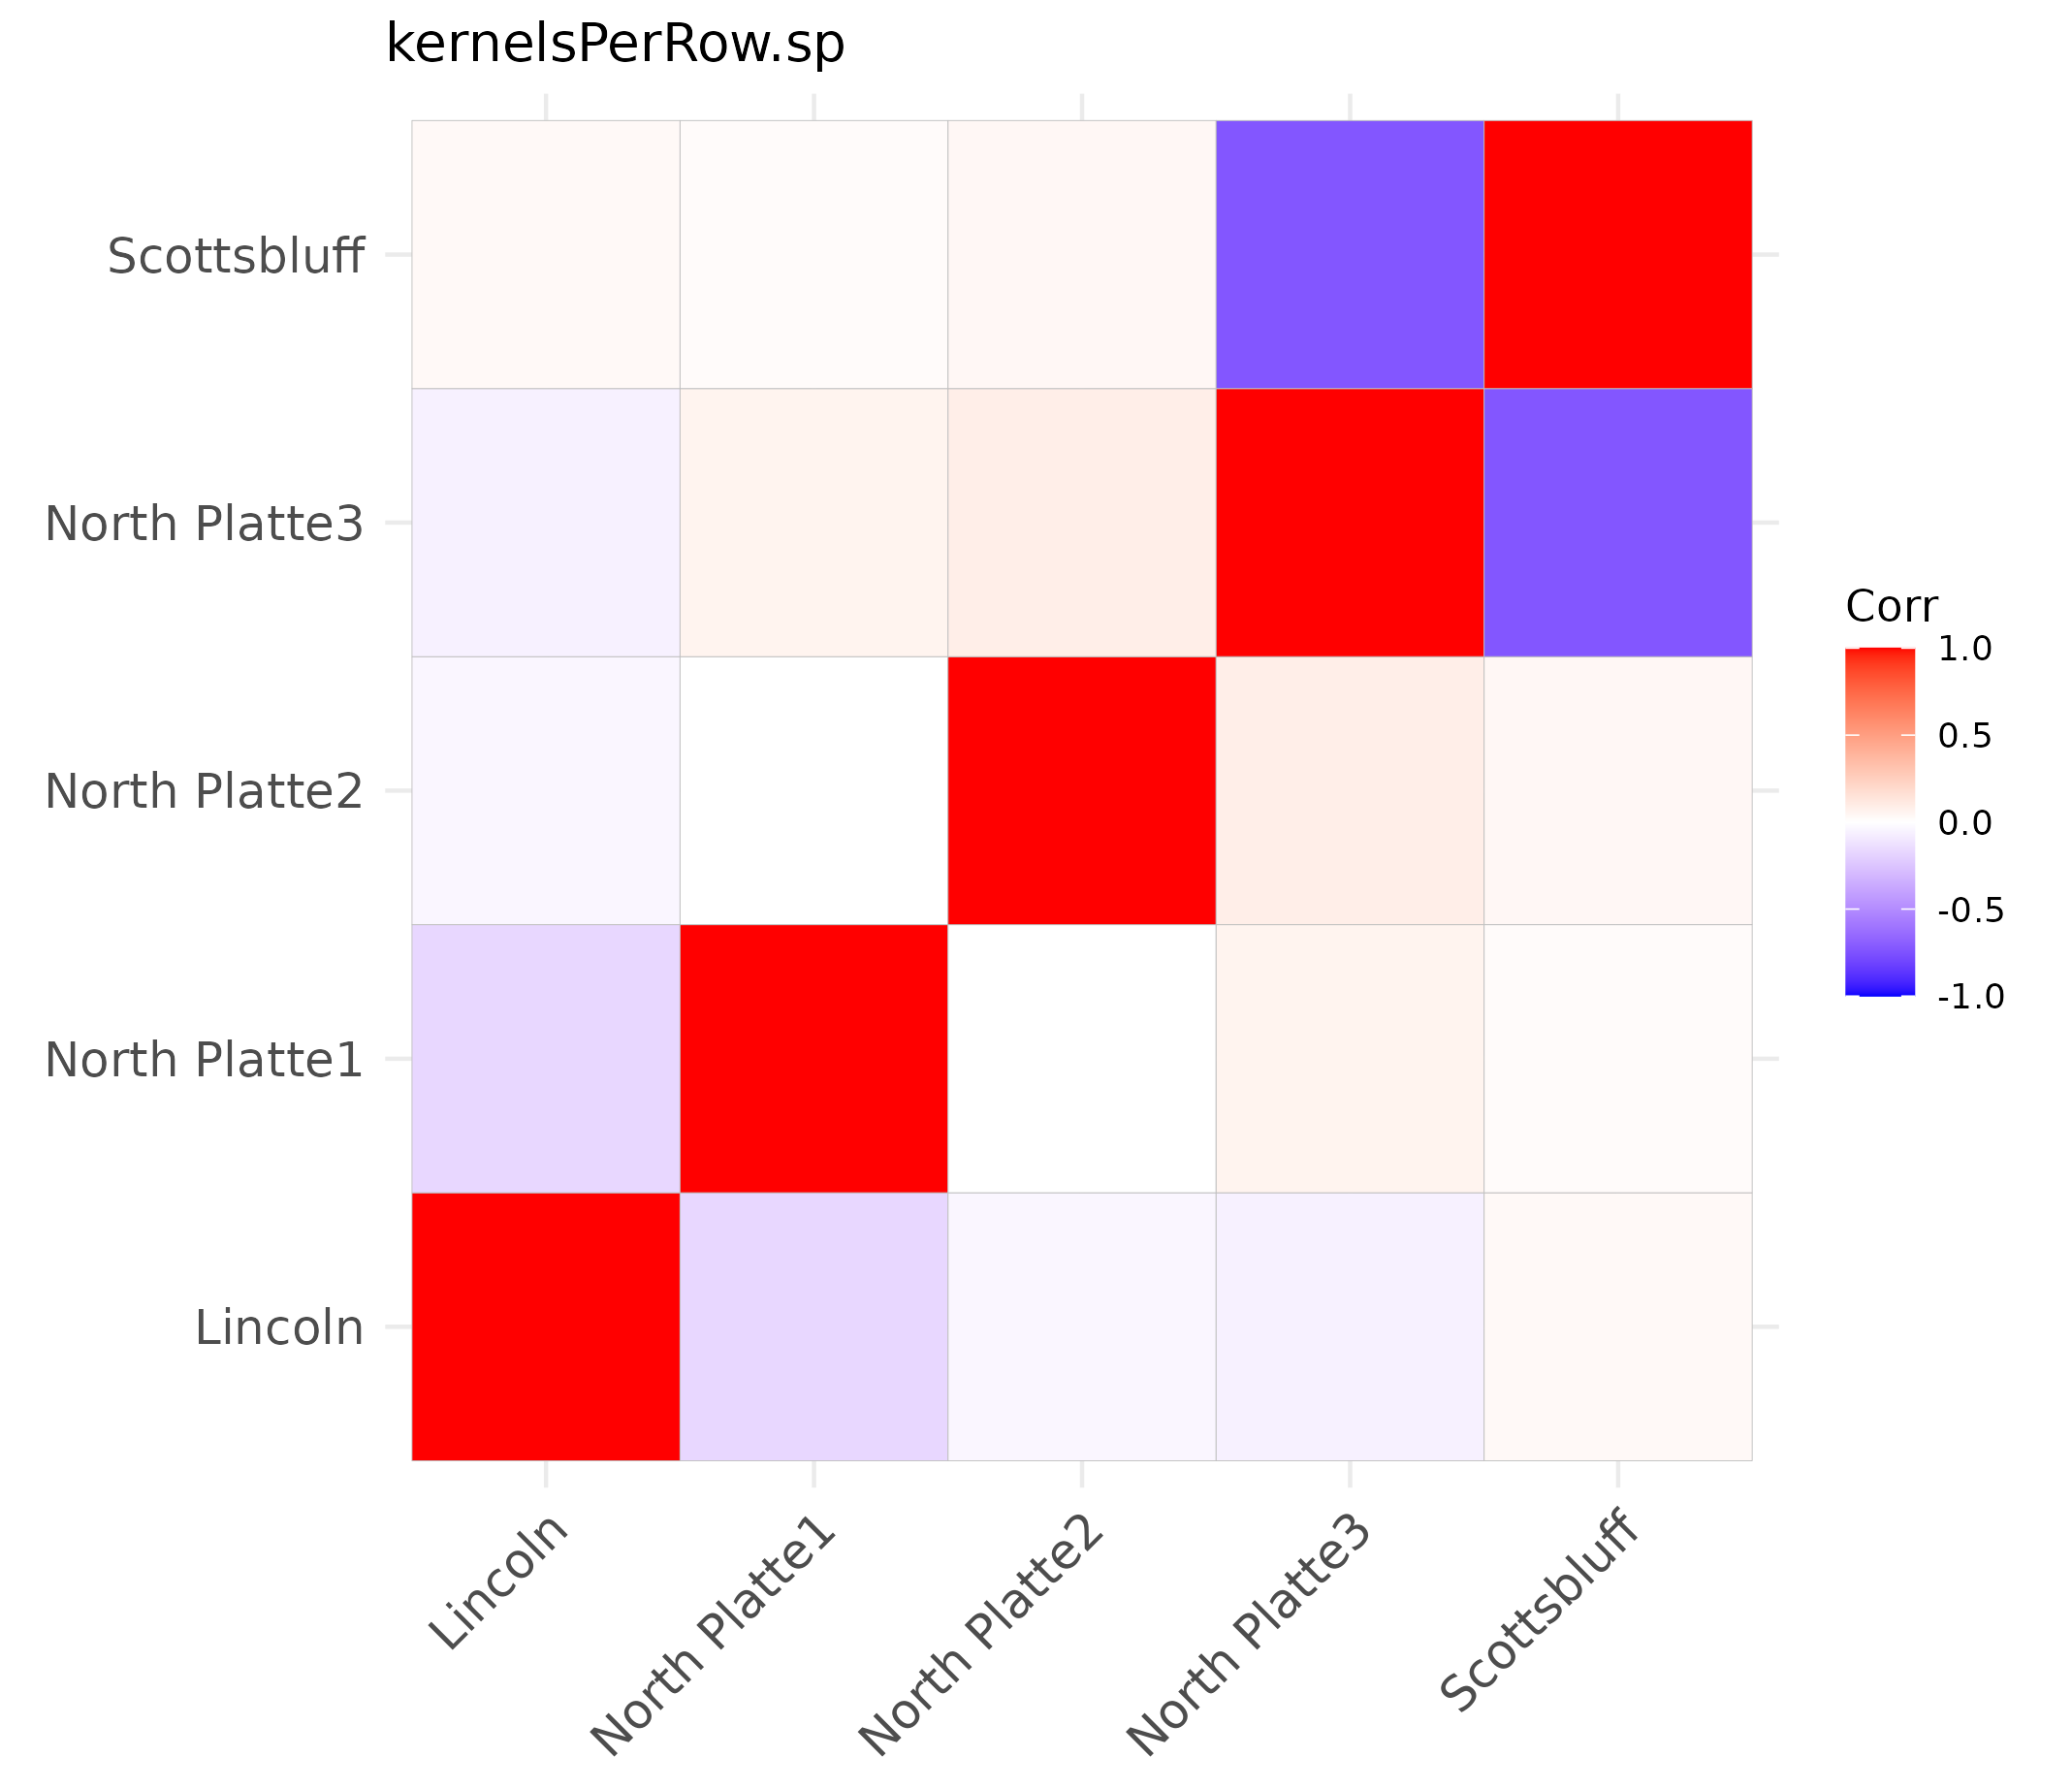 kernelsPerRow.sp
Scottsbluff
North Platte3
North Platte2
North Platte1
Lincoln
Lincoln
North Platte1
North Platte2
North Platte3
Scottsbluff
Corr
1.0
0.5
0.0
-0.5
-1.0